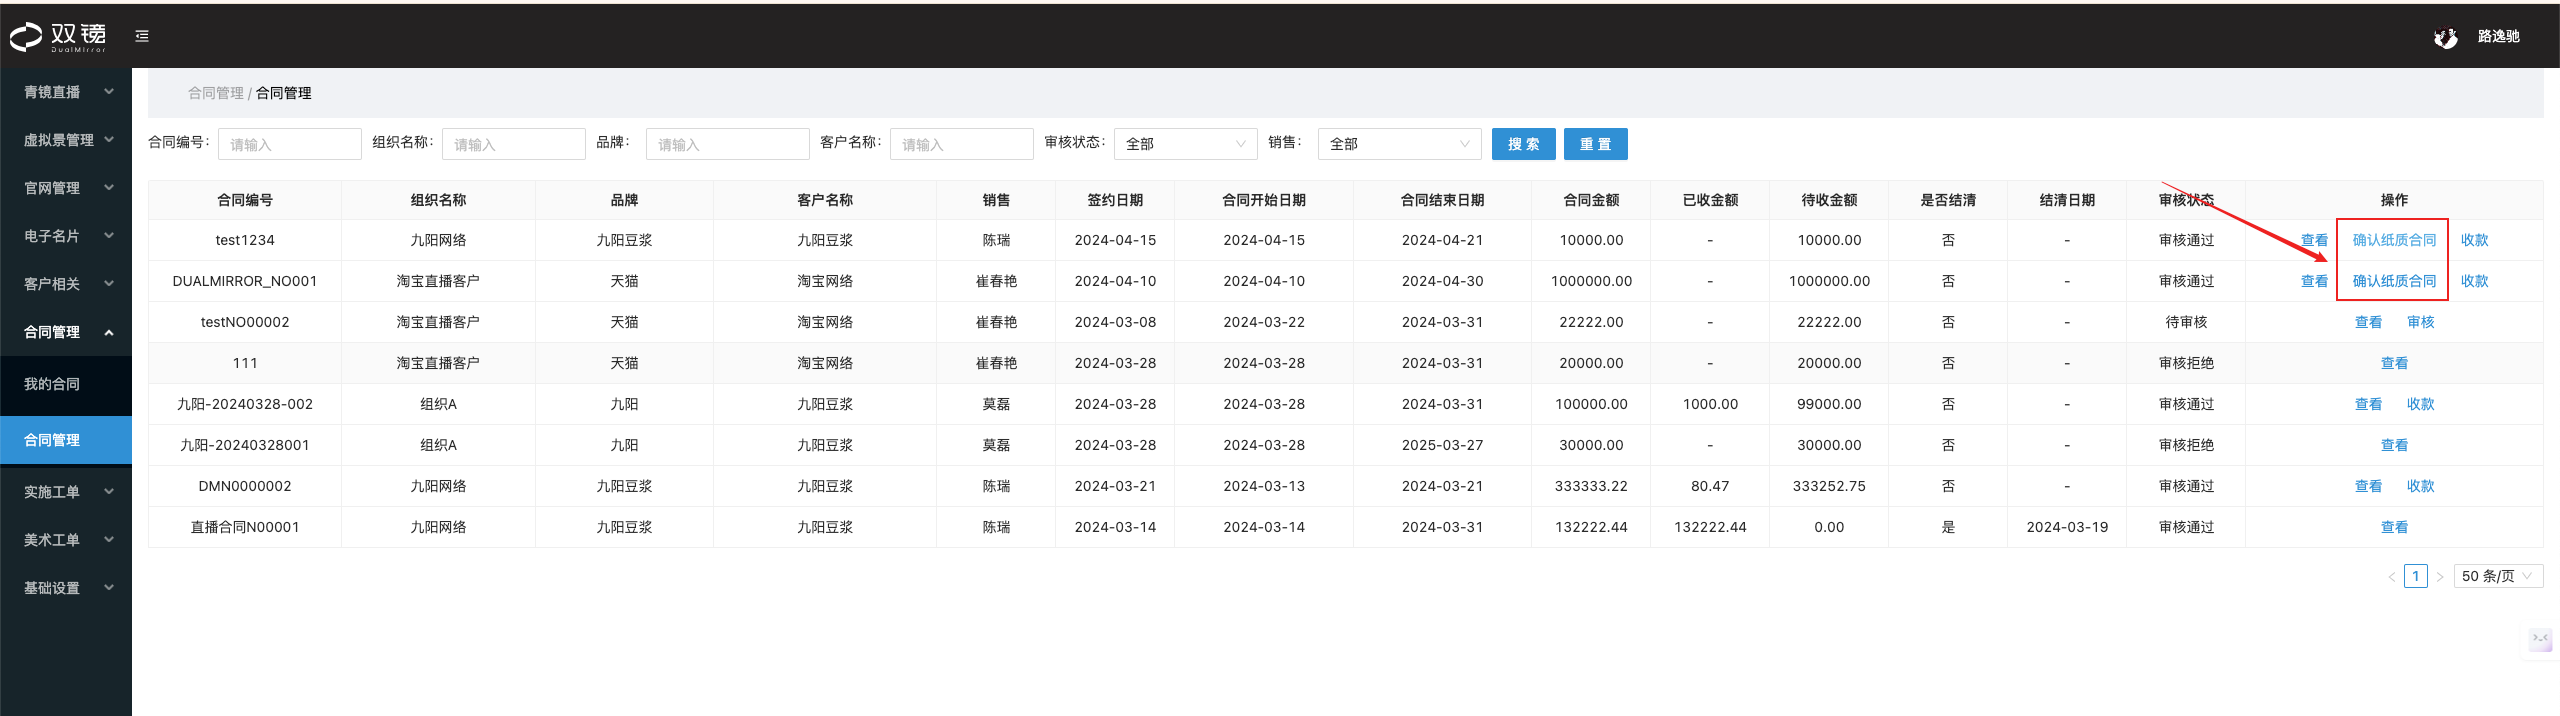 双镜
DualMirror
路逸驰
青镜直播
虚拟景管理
官网管理
电子名片
客户相关
合同管理
我的合同
合同管理
实施工单
美术工单
基础设置
合同管理 / 合同管理
合同编号: 请输入 组织名称: 请输入 品牌: 请输入 客户名称: 请输入 审核状态: 全部 销售: 全部 搜 索 重 置
合同编号 组织名称 品牌 客户名称 销售 签约日期 合同开始日期 合同结束日期 合同金额 已收金额 待收金额 是否结清 结清日期 审核状态 操作
test1234 九阳网络 九阳豆浆 九阳豆浆 陈瑞 2024-04-15 2024-04-15 2024-04-21 10000.00 - 10000.00 否 - 审核通过 查看 确认纸质合同 收款
DUALMIRROR_NO001 淘宝直播客户 天猫 淘宝网络 崔春艳 2024-04-10 2024-04-10 2024-04-30 1000000.00 - 1000000.00 否 - 审核通过 查看 确认纸质合同 收款
testNO00002 淘宝直播客户 天猫 淘宝网络 崔春艳 2024-03-08 2024-03-22 2024-03-31 22222.00 - 22222.00 否 - 待审核 查看 审核
111 淘宝直播客户 天猫 淘宝网络 崔春艳 2024-03-28 2024-03-28 2024-03-31 20000.00 - 20000.00 否 - 审核拒绝 查看
九阳-20240328-002 组织A 九阳 九阳豆浆 莫磊 2024-03-28 2024-03-28 2024-03-31 100000.00 1000.00 99000.00 否 - 审核通过 查看 收款
九阳-20240328001 组织A 九阳 九阳豆浆 莫磊 2024-03-28 2024-03-28 2025-03-27 30000.00 - 30000.00 否 - 审核拒绝 查看
DMN0000002 九阳网络 九阳豆浆 九阳豆浆 陈瑞 2024-03-21 2024-03-13 2024-03-21 333333.22 80.47 333252.75 否 - 审核通过 查看 收款
直播合同N00001 九阳网络 九阳豆浆 九阳豆浆 陈瑞 2024-03-14 2024-03-14 2024-03-31 132222.44 132222.44 0.00 是 2024-03-19 审核通过 查看
< 1 > 50 条/页